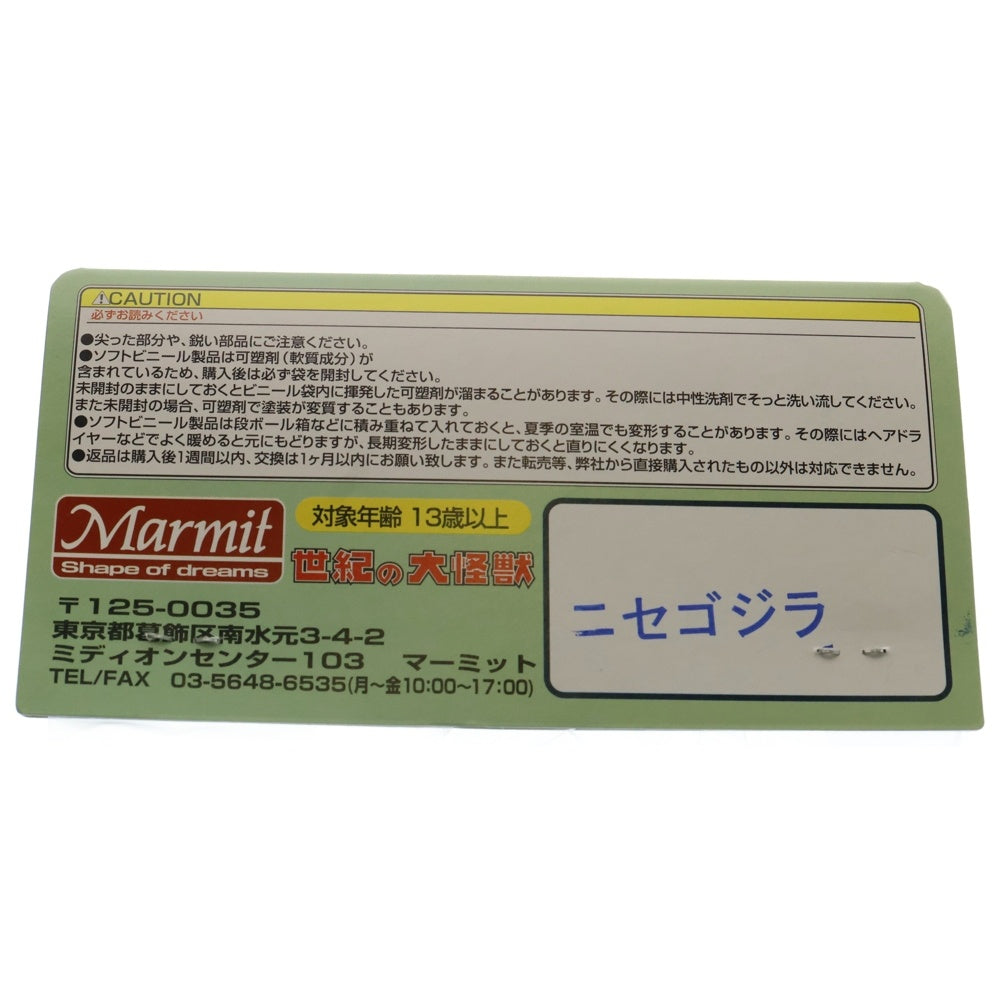 ⚠CAUTION
必ずお読みください
●尖った部分や、鋭い部品にご注意ください。
●ソフトビニール製品は可塑剤(軟質成分)が
含まれているため、購入後は必ず袋を開封してください。
未開封のままにしておくとビニール袋内に揮発した可塑剤が溜まることがあります。その際には中性洗剤でそっと洗い流してください。
また未開封の場合、可塑剤で塗装が変質することもあります。
●ソフトビニール製品は段ボール箱などに積み重ねて入れておくと、夏季の室温でも変形することがあります。その際にはヘアドラ
イヤーなどでよく暖めると元にもどりますが、長期変形したままにしておくと直りにくくなります。
●返品は購入後1週間以内、交換は1ヶ月以内にお願い致します。また転売等、弊社から直接購入されたもの以外は対応できません。
Marmit
Shape of dreams
対象年齢 13歳以上
世紀の大怪獣
〒125-0035
東京都葛飾区南水元3-4-2
ミディオンセンター103 マーミット
TEL/FAX 03-5648-6535(月～金10:00～17:00)
ニセゴジラ